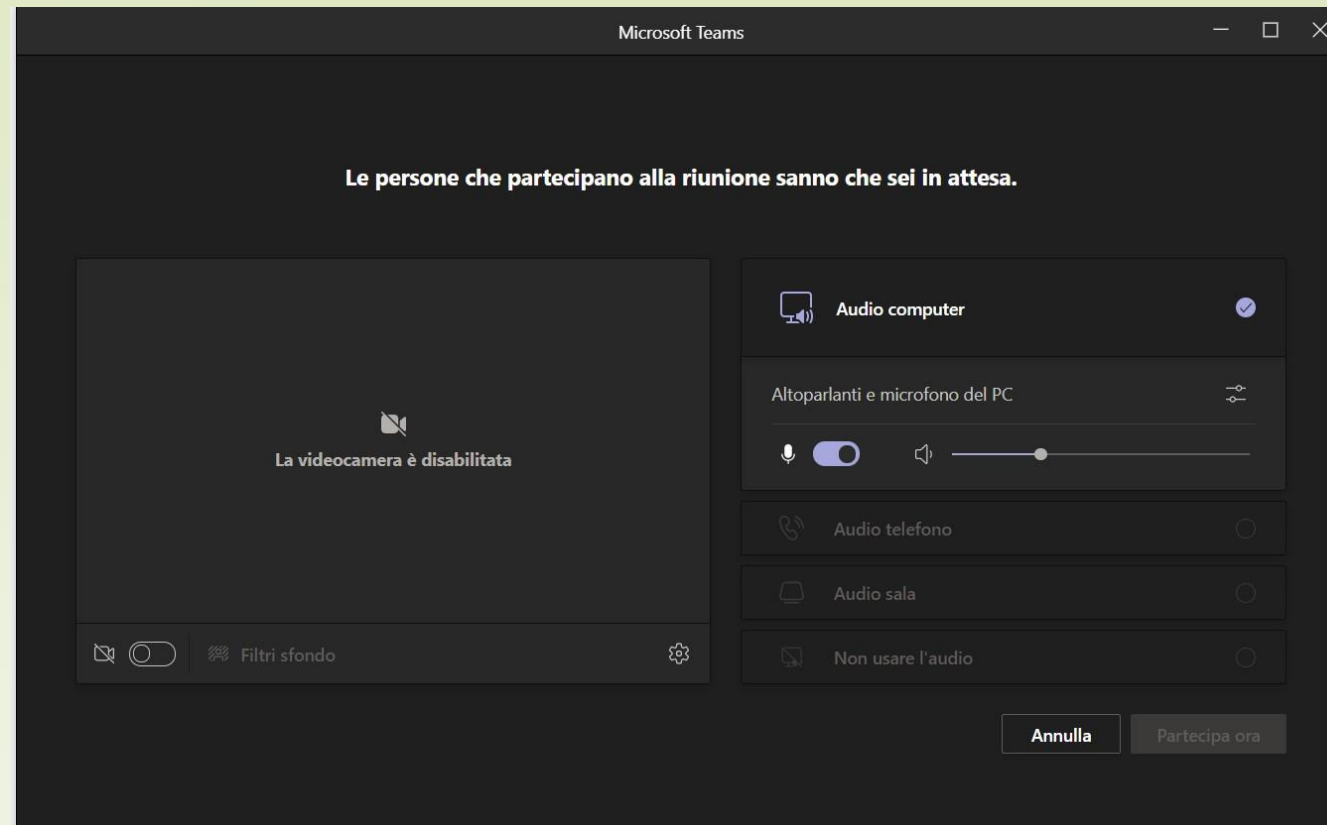 Microsoft Teams
Le persone che partecipano alla riunione sanno che sei in attesa.
La videocamera è disabilitata
Filtri sfondo
Audio computer
Altoparlanti e microfono del PC
Audio telefono
Audio sala
Non usare l'audio
Annulla
Partecipa ora